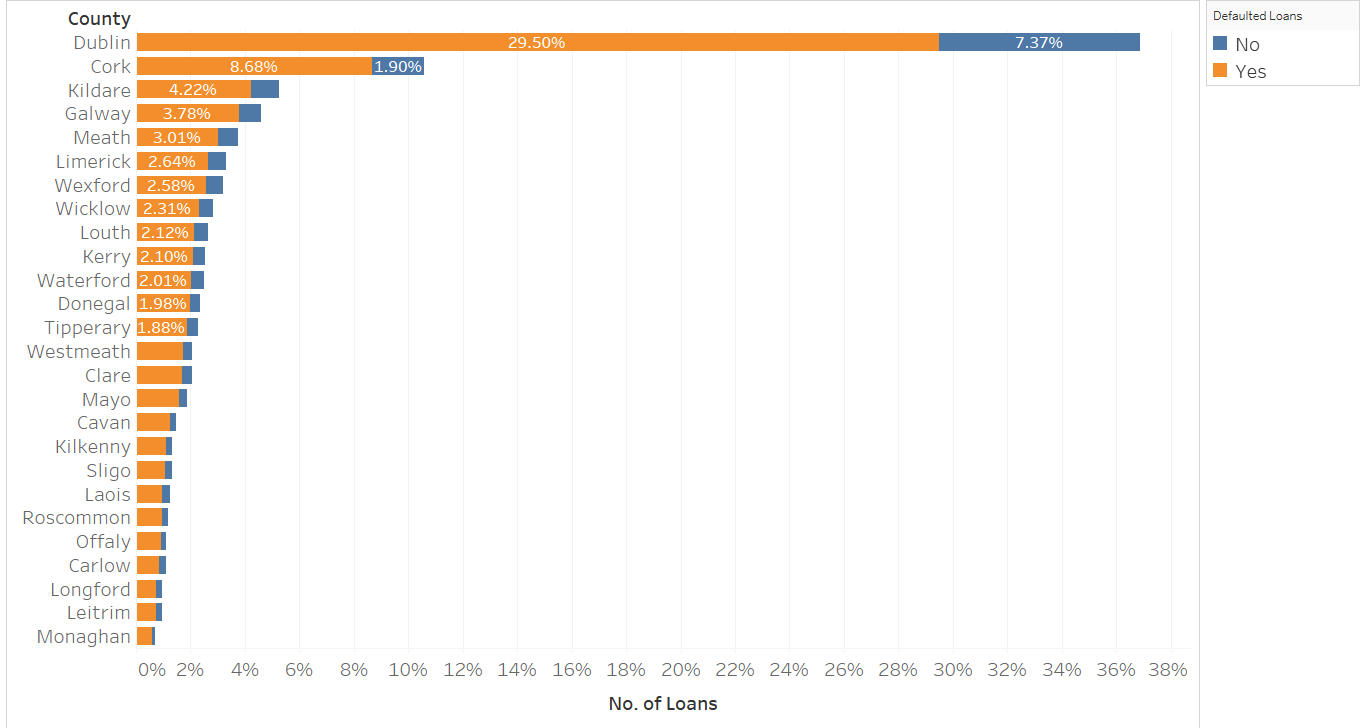 County
Dublin 29.50% 7.37%
Cork 8.68% 1.90%
Kildare 4.22%
Galway 3.78%
Meath 3.01%
Limerick 2.64%
Wexford 2.58%
Wicklow 2.31%
Louth 2.12%
Kerry 2.10%
Waterford 2.01%
Donegal 1.98%
Tipperary 1.88%
Westmeath
Clare
Mayo
Cavan
Kilkenny
Sligo
Laois
Roscommon
Offaly
Carlow
Longford
Leitrim
Monaghan
0% 2% 4% 6% 8% 10% 12% 14% 16% 18% 20% 22% 24% 26% 28% 30% 32% 34% 36% 38%
No. of Loans
Defaulted Loans
No
Yes